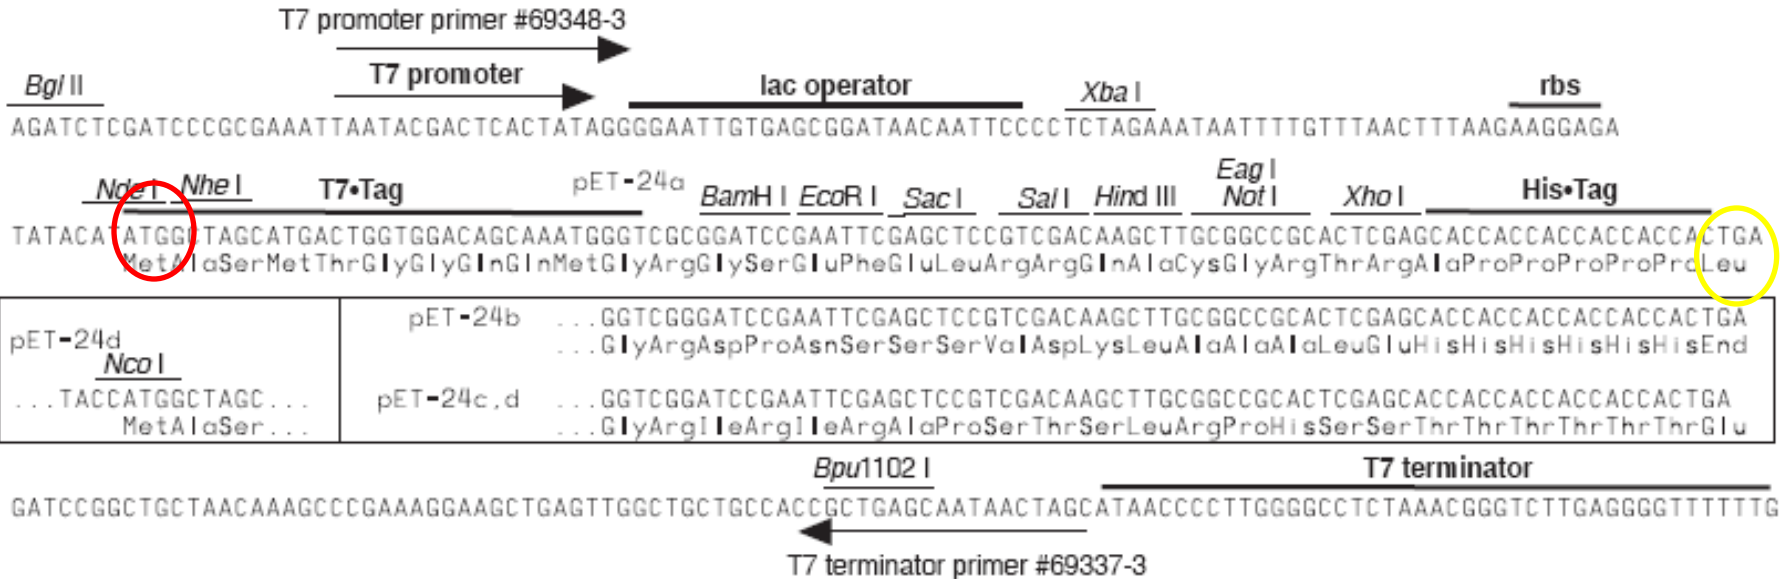 T7 promoter primer #69348-3
Bgl II T7 promoter lac operator Xba I rbs
AGATCTCGATCCCGCGAAATTAATACGACTCACTATAGGGGAATTGTGAGCGGATAACAATTCCCCTCTAGAAATAATTTTGTTTAACTTTAAGAAGGAGA
Eag I
Nde I Nhe I T7•Tag pET-24a BamH I EcoR I Sac I Sal I Hind III Not I Xho I His•Tag
TATACATATGGCTAGCATGACTGGTGGACAGCAAATGGGTCGCGGATCCGAATTCGAGCTCCGTCGACAAGCTTGCGGCCGCACTCGAGCACCACCACCACCACCACTGA
MetAlaSerMetThrGlyGlyGlnGlnMetGlyArgGlySerGluPheGluLeuArgArgGlnAlaCysGlyArgThrArgAlaProProProProProProLeu
pET-24d
Nco I
...TACCATGGCTAGC...
MetAlaSer...
pET-24b ...GGTCGGGATCCGAATTCGAGCTCCGTCGACAAGCTTGCGGCCGCACTCGAGCACCACCACCACCACCACTGA
...GlyArgAspProAsnSerSerSerValAspLysLeuAlaAlaAlaLeuGluHisHisHisHisHisHisEnd
pET-24c,d ...GGTCGGATCCGAATTCGAGCTCCGTCGACAAGCTTGCGGCCGCACTCGAGCACCACCACCACCACCACTGA
...GlyArgIleArgIleArgAlaProSerThrSerLeuArgProHisSerSerThrThrThrThrThrThrGlu
Bpu1102 I T7 terminator
GATCCGGCTGCTAACAAAGCCCGAAAGGAAGCTGAGTTGGCTGCTGCCACCGCTGAGCAATAACTAGCATAACCCCTTGGGGCCTCTAAACGGGTCTTGAGGGGTTTTTTG
T7 terminator primer #69337-3